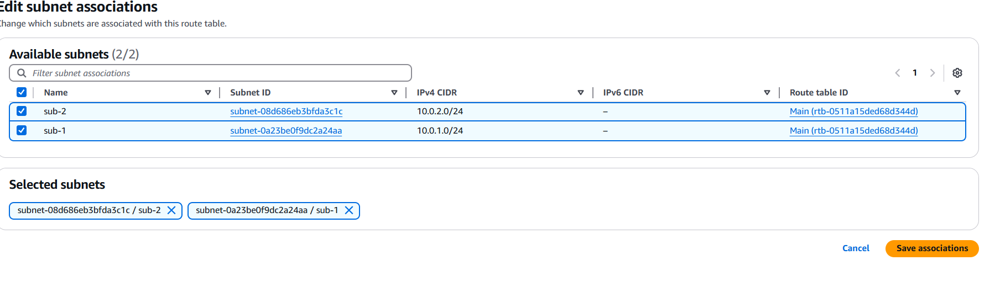 Edit subnet associations
Change which subnets are associated with this route table.
Available subnets (2/2)
Filter subnet associations
1
Name Subnet ID IPv4 CIDR IPv6 CIDR Route table ID
sub-2 subnet-08d686eb3bfda3c1c 10.0.2.0/24 – Main (rtb-0511a15ded68d344d)
sub-1 subnet-0a23be0f9dc2a24aa 10.0.1.0/24 – Main (rtb-0511a15ded68d344d)
Selected subnets
subnet-08d686eb3bfda3c1c / sub-2 subnet-0a23be0f9dc2a24aa / sub-1
Cancel Save associations